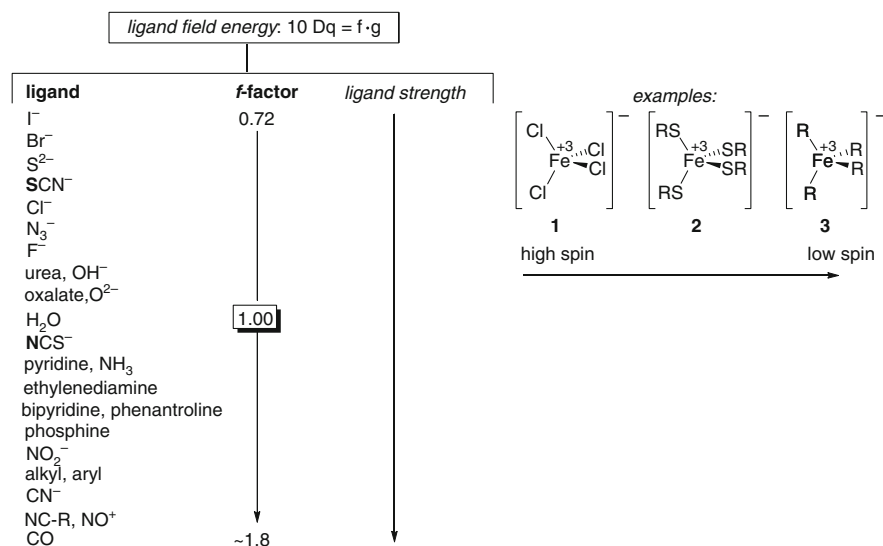 ligand field energy: 10 Dq = f·g
ligand f-factor ligand strength
I⁻ 0.72
Br⁻
S²⁻
SCN⁻
Cl⁻
N₃⁻
F⁻
urea, OH⁻
oxalate,O²⁻
H₂O 1.00
NCS⁻
pyridine, NH₃
ethylenediamine
bipyridine, phenantroline
phosphine
NO₂⁻
alkyl, aryl
CN⁻
NC-R, NO⁺
CO ~1.8
examples:
Cl +3 Fe Cl Cl Cl –
1
RS +3 Fe SR SR RS –
2
R +3 Fe R R R –
3
high spin low spin